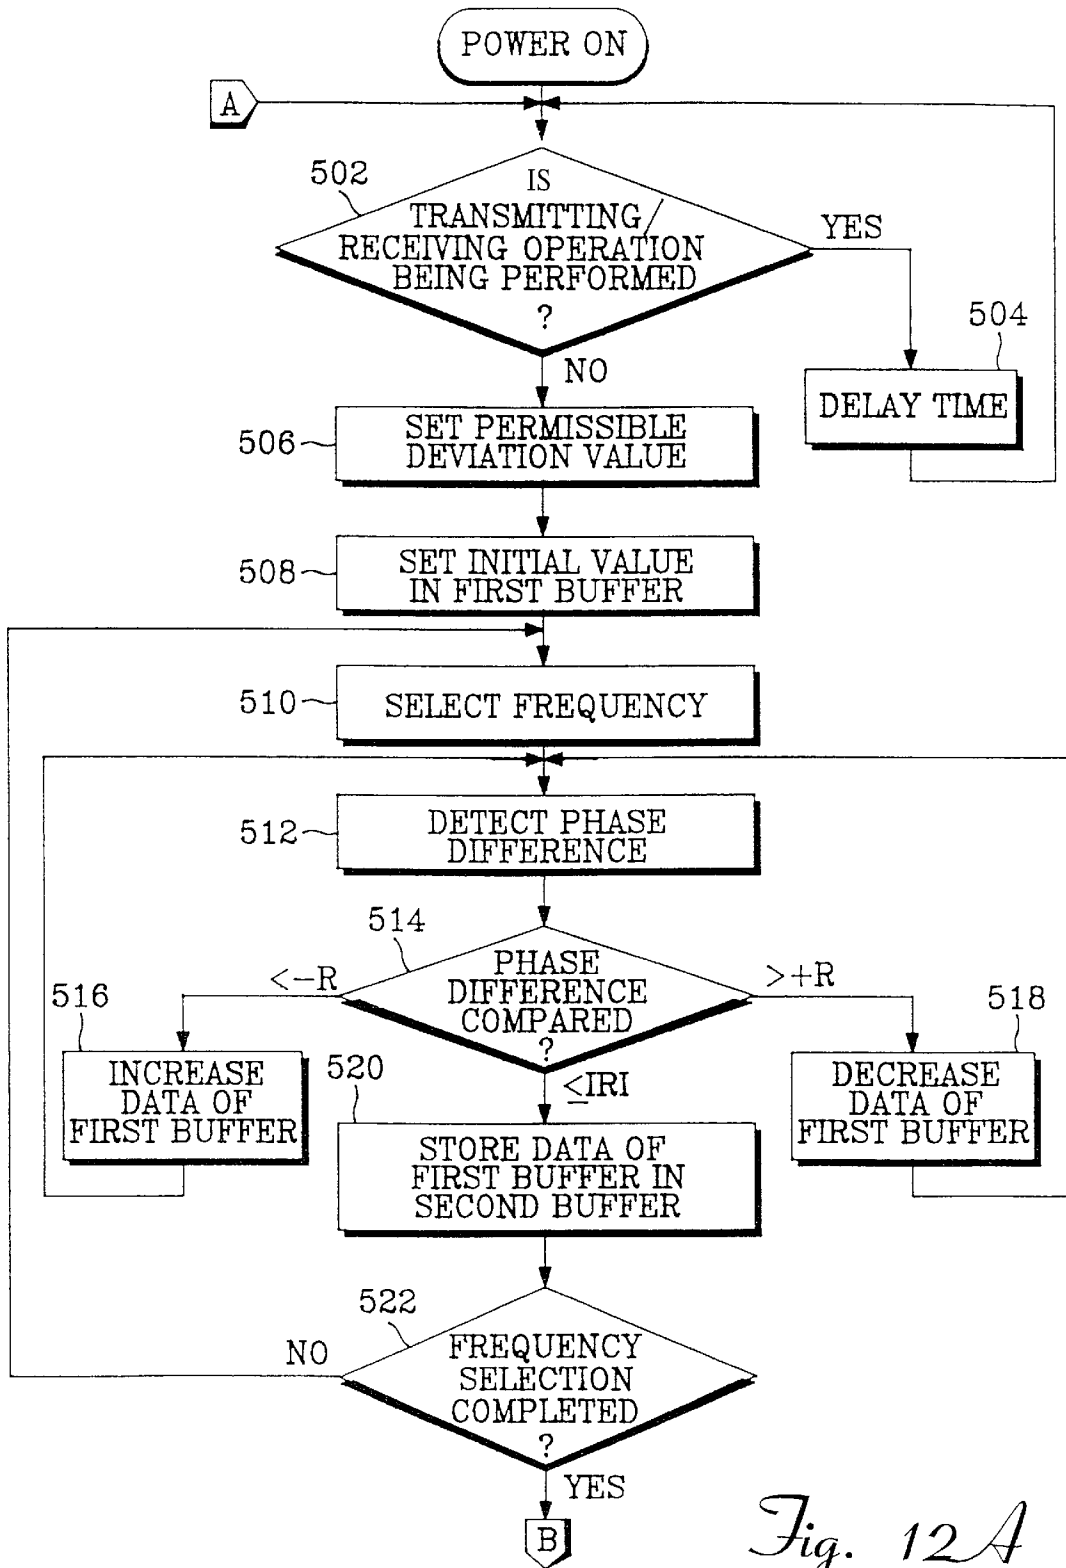 POWER ON
A
502
IS
TRANSMITTING/
RECEIVING OPERATION
BEING PERFORMED
?
YES
504
NO
DELAY TIME
506
SET PERMISSIBLE
DEVIATION VALUE
508
SET INITIAL VALUE
IN FIRST BUFFER
510
SELECT FREQUENCY
512
DETECT PHASE
DIFFERENCE
514
<-R
PHASE
DIFFERENCE
COMPARED
?
>+R
516
518
INCREASE
DATA OF
FIRST BUFFER
520
≤IRI
DECREASE
DATA OF
FIRST BUFFER
STORE DATA OF
FIRST BUFFER IN
SECOND BUFFER
522
NO
FREQUENCY
SELECTION
COMPLETED
?
YES
B
Fig. 12A